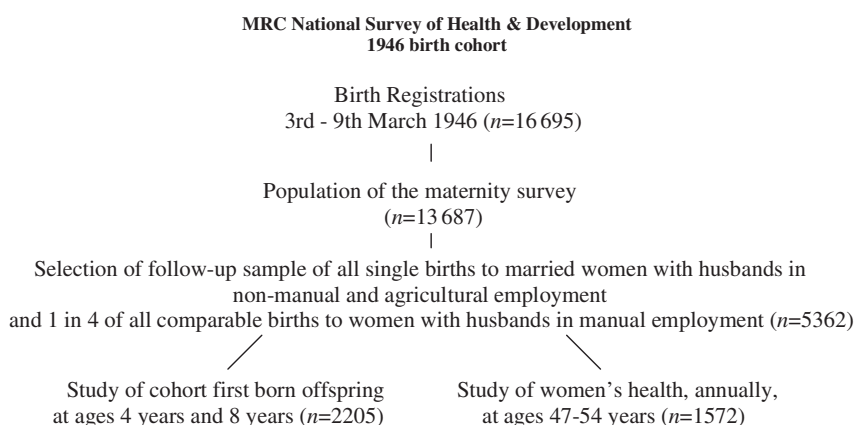 MRC National Survey of Health & Development
1946 birth cohort
Birth Registrations
3rd - 9th March 1946 (n=16 695)
Population of the maternity survey
(n=13 687)
Selection of follow-up sample of all single births to married women with husbands in
non-manual and agricultural employment
and 1 in 4 of all comparable births to women with husbands in manual employment (n=5362)
Study of cohort first born offspring
at ages 4 years and 8 years (n=2205)
Study of women's health, annually,
at ages 47-54 years (n=1572)